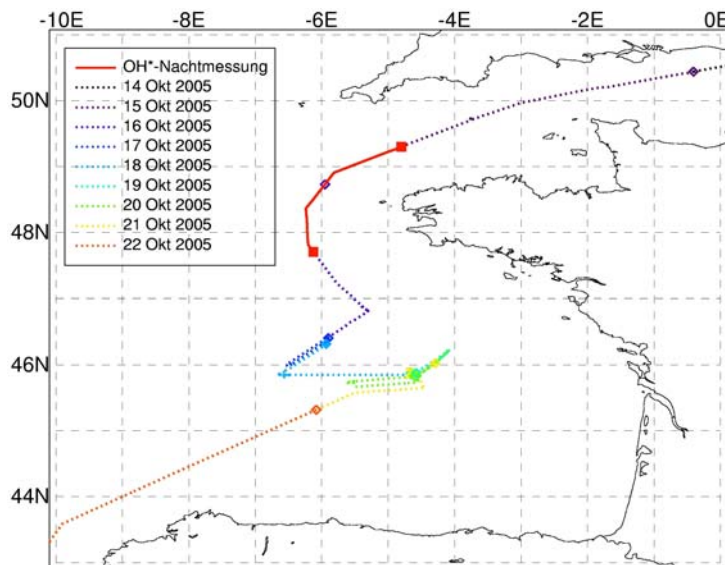 -10E -8E -6E -4E -2E 0E
OH*-Nachtmessung
14 Okt 2005
15 Okt 2005
16 Okt 2005
17 Okt 2005
18 Okt 2005
19 Okt 2005
20 Okt 2005
21 Okt 2005
22 Okt 2005
50N
48N
46N
44N